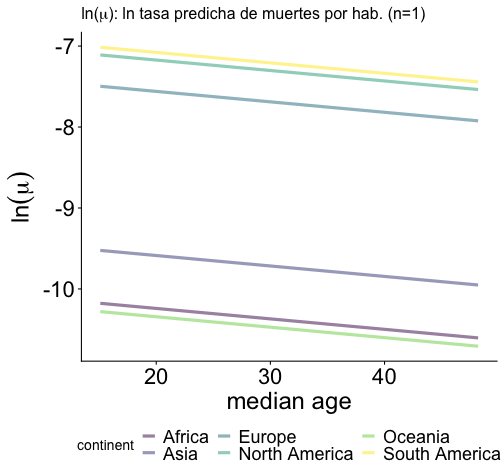 ln(μ): ln tasa predicha de muertes por hab. (n=1)
-7
-8
-9
-10
ln(μ)
20 30 40
median age
continent Africa Europe Oceania
Asia North America South America